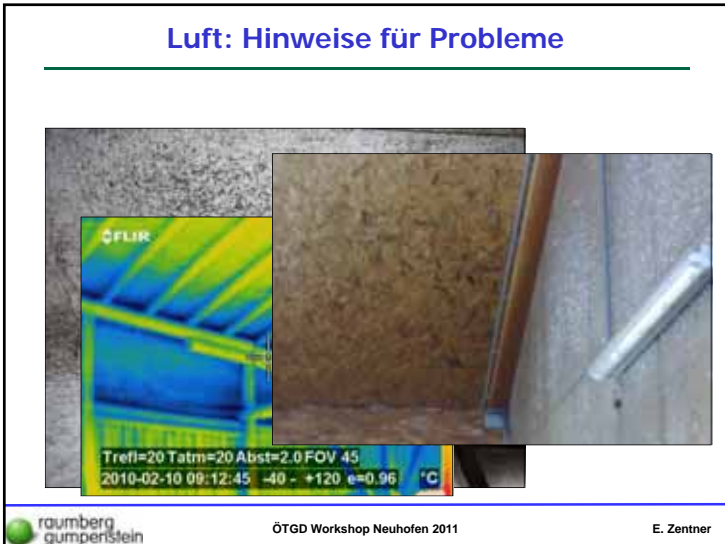 Luft: Hinweise für Probleme
FLIR
Trefl=20 Tatm=20 Abst=2.0 FOV 45
2010-02-10 09:12:45 -40 - +120 e=0.96 °C
raumberg
gumpenstein
ÖTGD Workshop Neuhofen 2011
E. Zentner